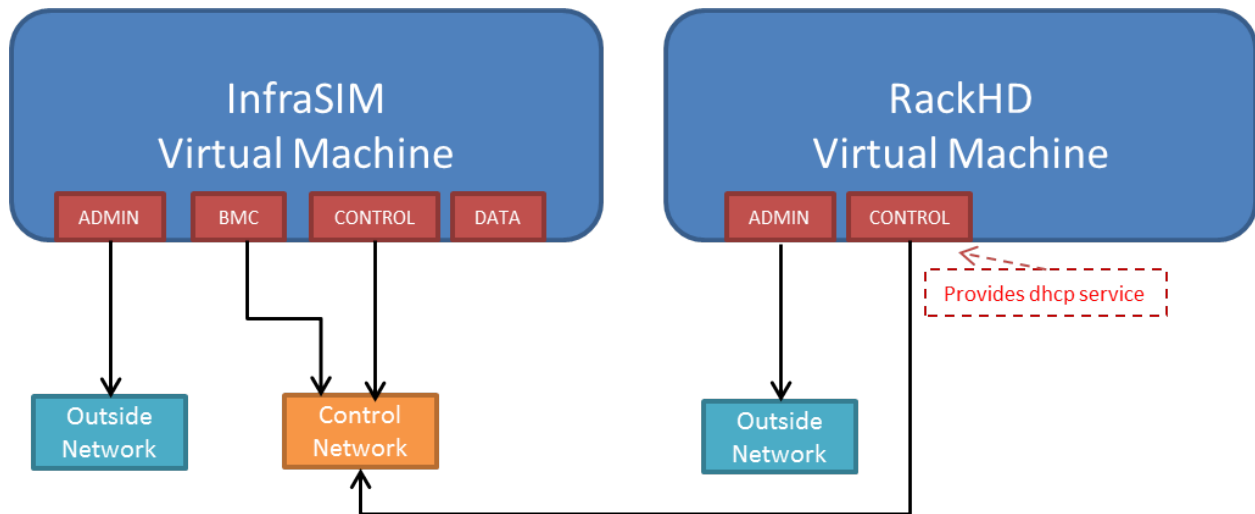 InfraSIM
Virtual Machine
ADMIN
BMC
CONTROL
DATA
RackHD
Virtual Machine
ADMIN
CONTROL
Provides dhcp service
Outside
Network
Control
Network
Outside
Network